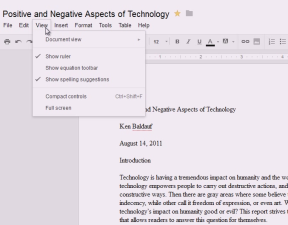 Positive and Negative Aspects of Technology
File Edit View Insert Format Tools Table Help
Document view
Show ruler
Show equation toolbar
Show spelling suggestions
Compact controls Ctrl+Shift+F
Full screen
12 B I U A
nd Negative Aspects of Technology
Ken Baldauf
August 14, 2011
Introduction
Technology is having a tremendous impact on humanity and the wo
technology empowers people to carry out destructive actions, and
constructive ways. Then there are gray areas where some believe
indecency, while other call it freedom of expression, or even art. W
technology's impact on humanity good or evil? This report strives t
that allows readers to answer this question for themselves.